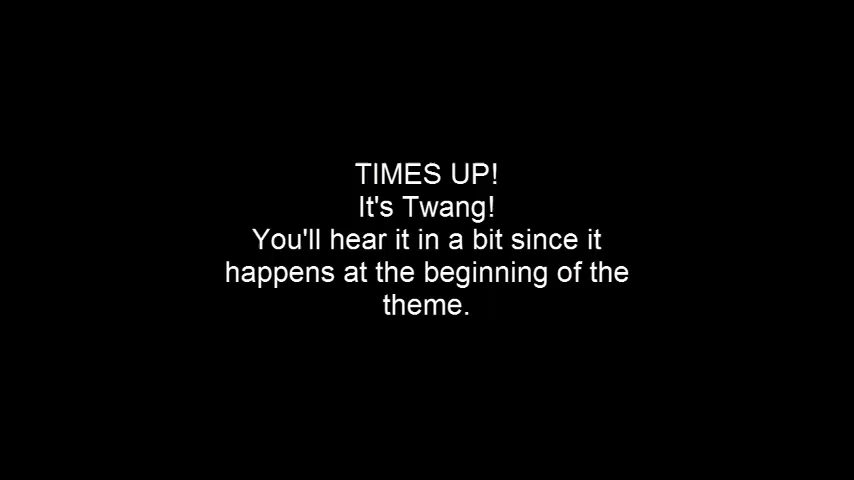 TIMES UP!
It's Twang!
You'll hear it in a bit since it
happens at the beginning of the
theme.